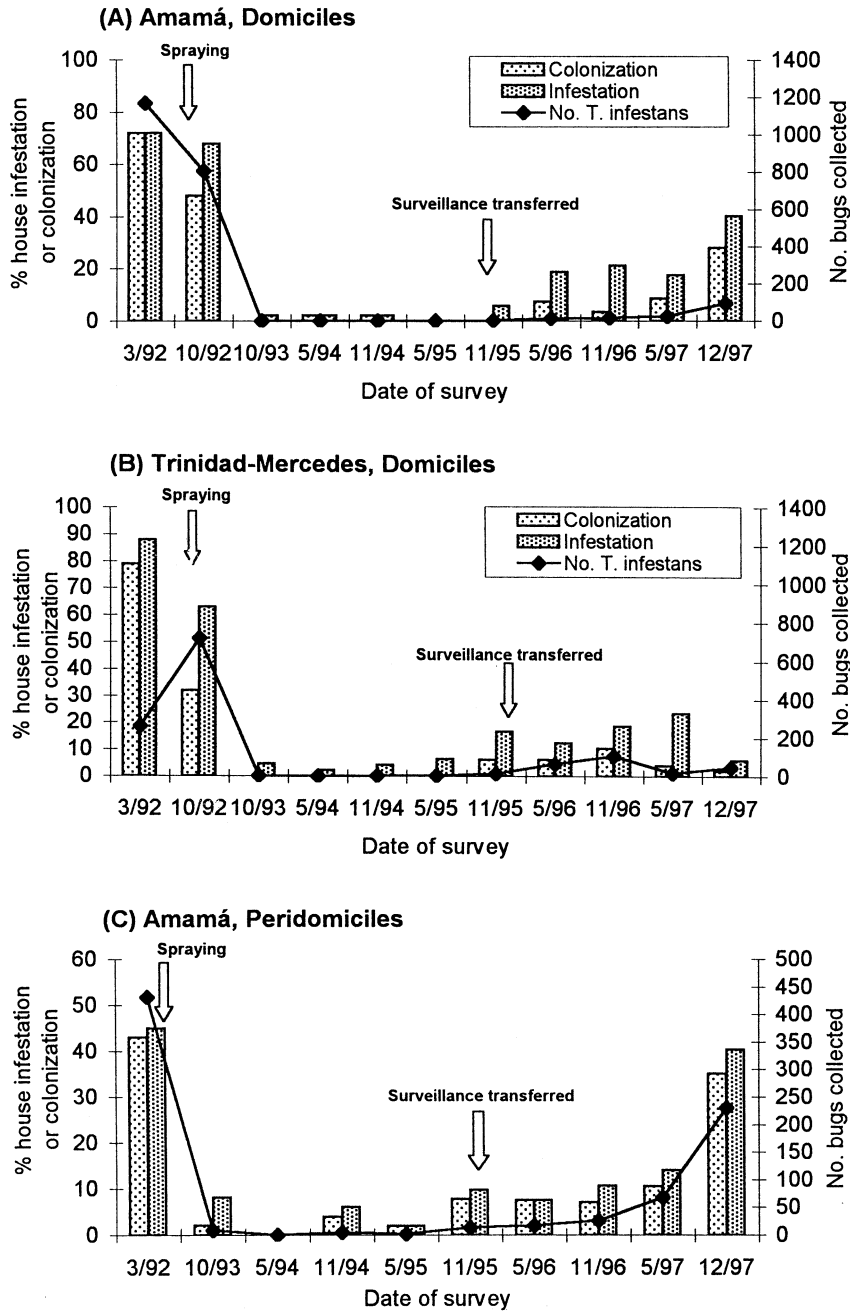 (A) Amamá, Domiciles
Spraying
Colonization
Infestation
No. T. infestans
Surveillance transferred
% house infestation
or colonization
100
80
60
40
20
0
1400
1200
1000
800
600
400
200
0
No. bugs collected
3/92 10/92 10/93 5/94 11/94 5/95 11/95 5/96 11/96 5/97 12/97
Date of survey
(B) Trinidad-Mercedes, Domiciles
Spraying
Colonization
Infestation
No. T. infestans
Surveillance transferred
% house infestation
or colonization
100
90
80
70
60
50
40
30
20
10
0
1400
1200
1000
800
600
400
200
0
No. bugs collected
3/92 10/92 10/93 5/94 11/94 5/95 11/95 5/96 11/96 5/97 12/97
Date of survey
(C) Amamá, Peridomiciles
Spraying
Surveillance transferred
% house infestation
or colonization
60
50
40
30
20
10
0
500
450
400
350
300
250
200
150
100
50
0
No. bugs collected
3/92 10/93 5/94 11/94 5/95 11/95 5/96 11/96 5/97 12/97
Date of survey